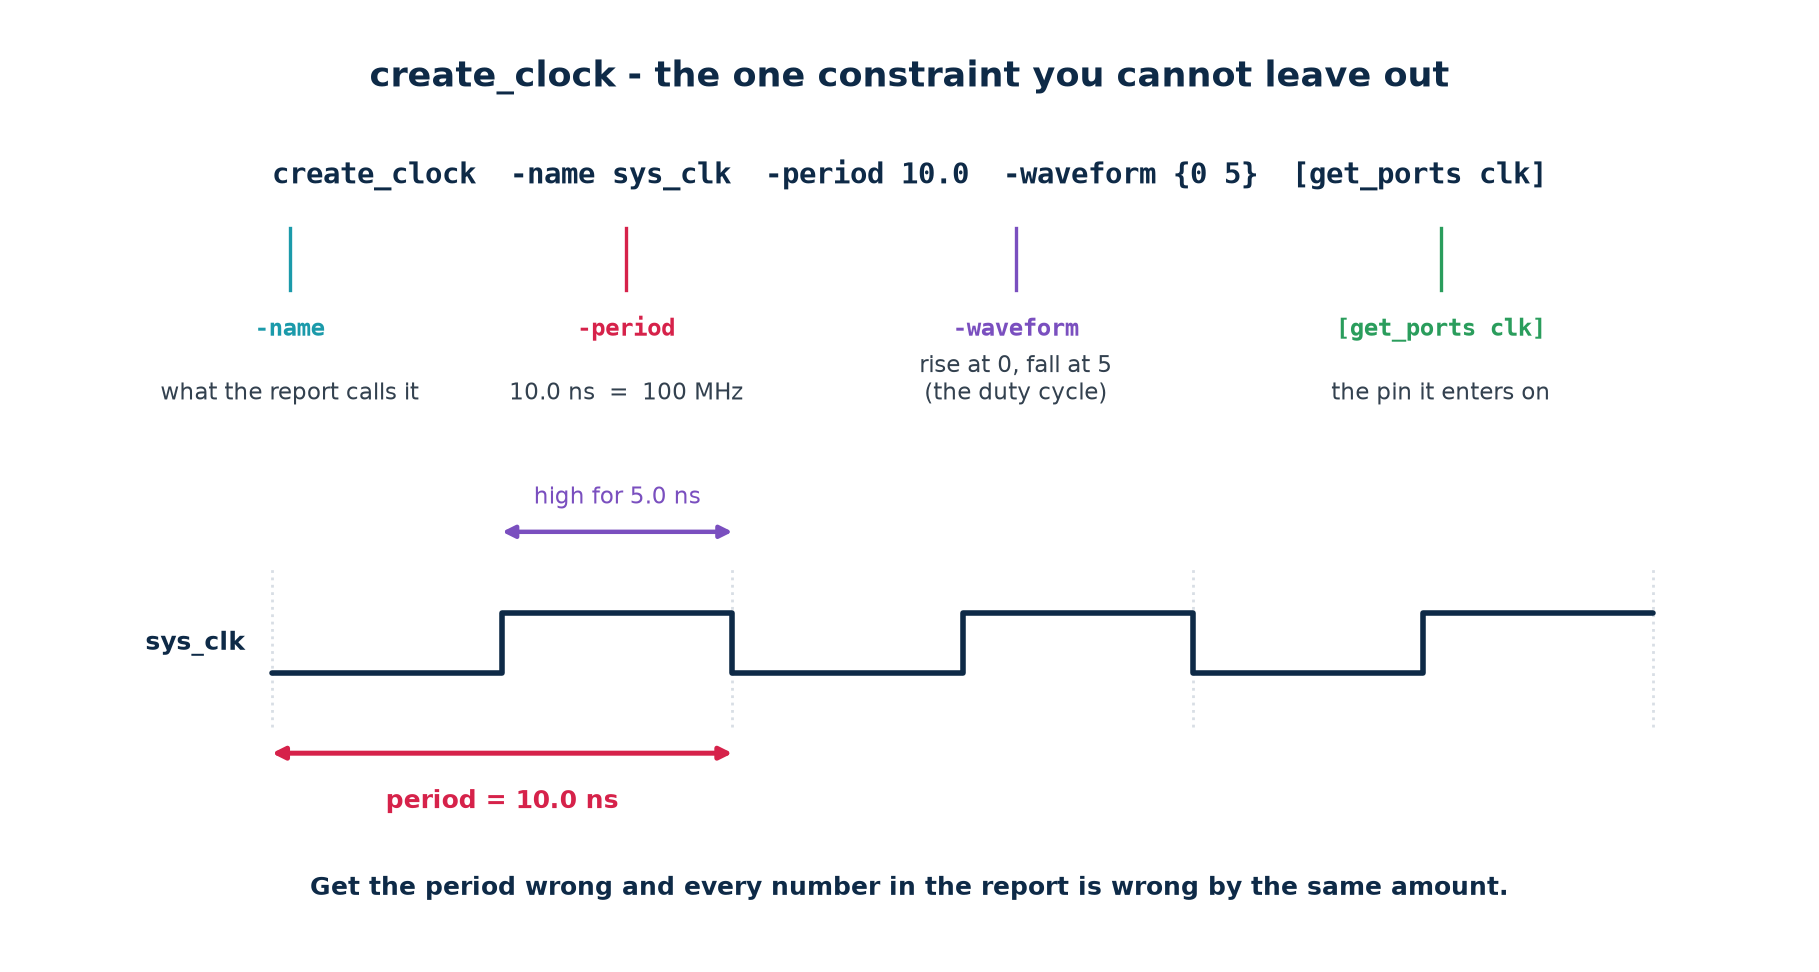 create_clock - the one constraint you cannot leave out
create_clock  -name sys_clk  -period 10.0  -waveform {0 5}  [get_ports clk]
-name
what the report calls it
-period
10.0 ns  =  100 MHz
-waveform
rise at 0, fall at 5
(the duty cycle)
[get_ports clk]
the pin it enters on
high for 5.0 ns
sys_clk
period = 10.0 ns
Get the period wrong and every number in the report is wrong by the same amount.